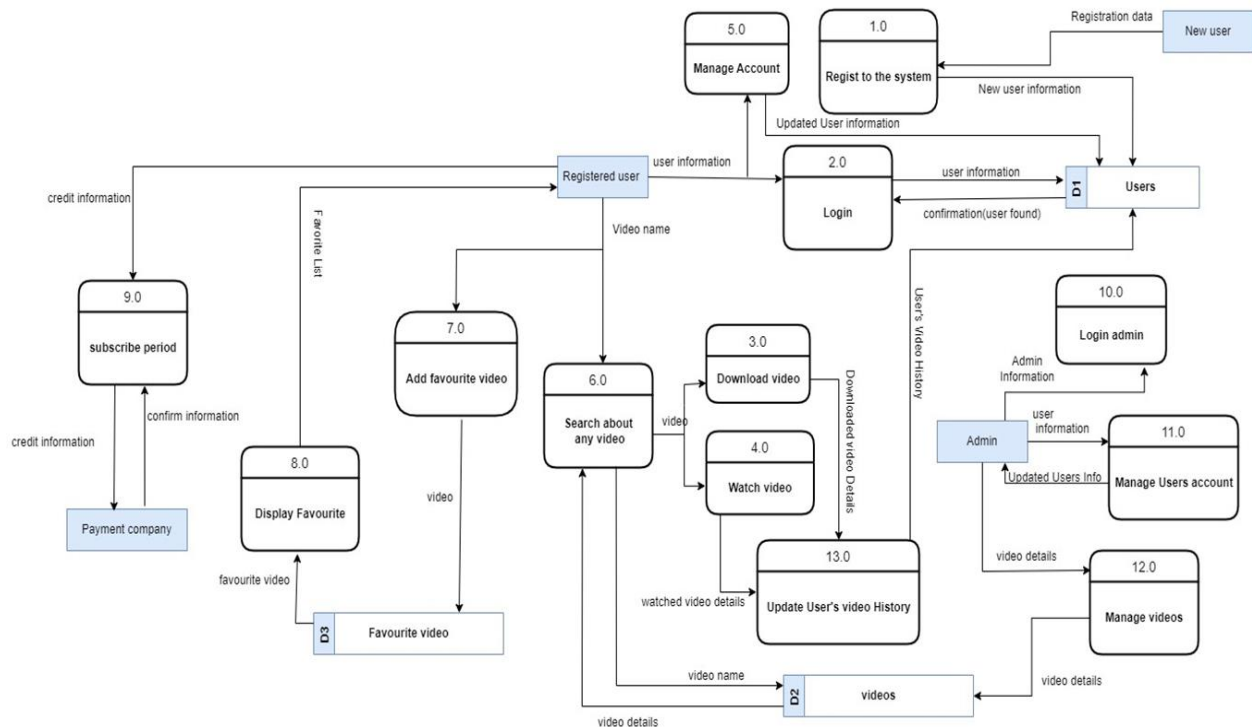 Registration data
New user
5.0
Manage Account
1.0
Regist to the system
New user information
Updated User information
user information
Registered user
2.0
Login
user information
confirmation(user found)
D1
Users
credit information
Favorite List
Video name
9.0
subscribe period
7.0
Add favourite video
6.0
Search about
any video
video
3.0
Download video
4.0
Watch video
Downloaded video Details
User's Video History
10.0
Login admin
Admin
Information
Admin
user
information
11.0
Manage Users account
Updated Users Info
confirm information
credit information
Payment company
8.0
Display Favourite
video
favourite video
D3
Favourite video
watched video details
13.0
Update User's video History
video details
12.0
Manage videos
video name
video details
D2
videos
video details